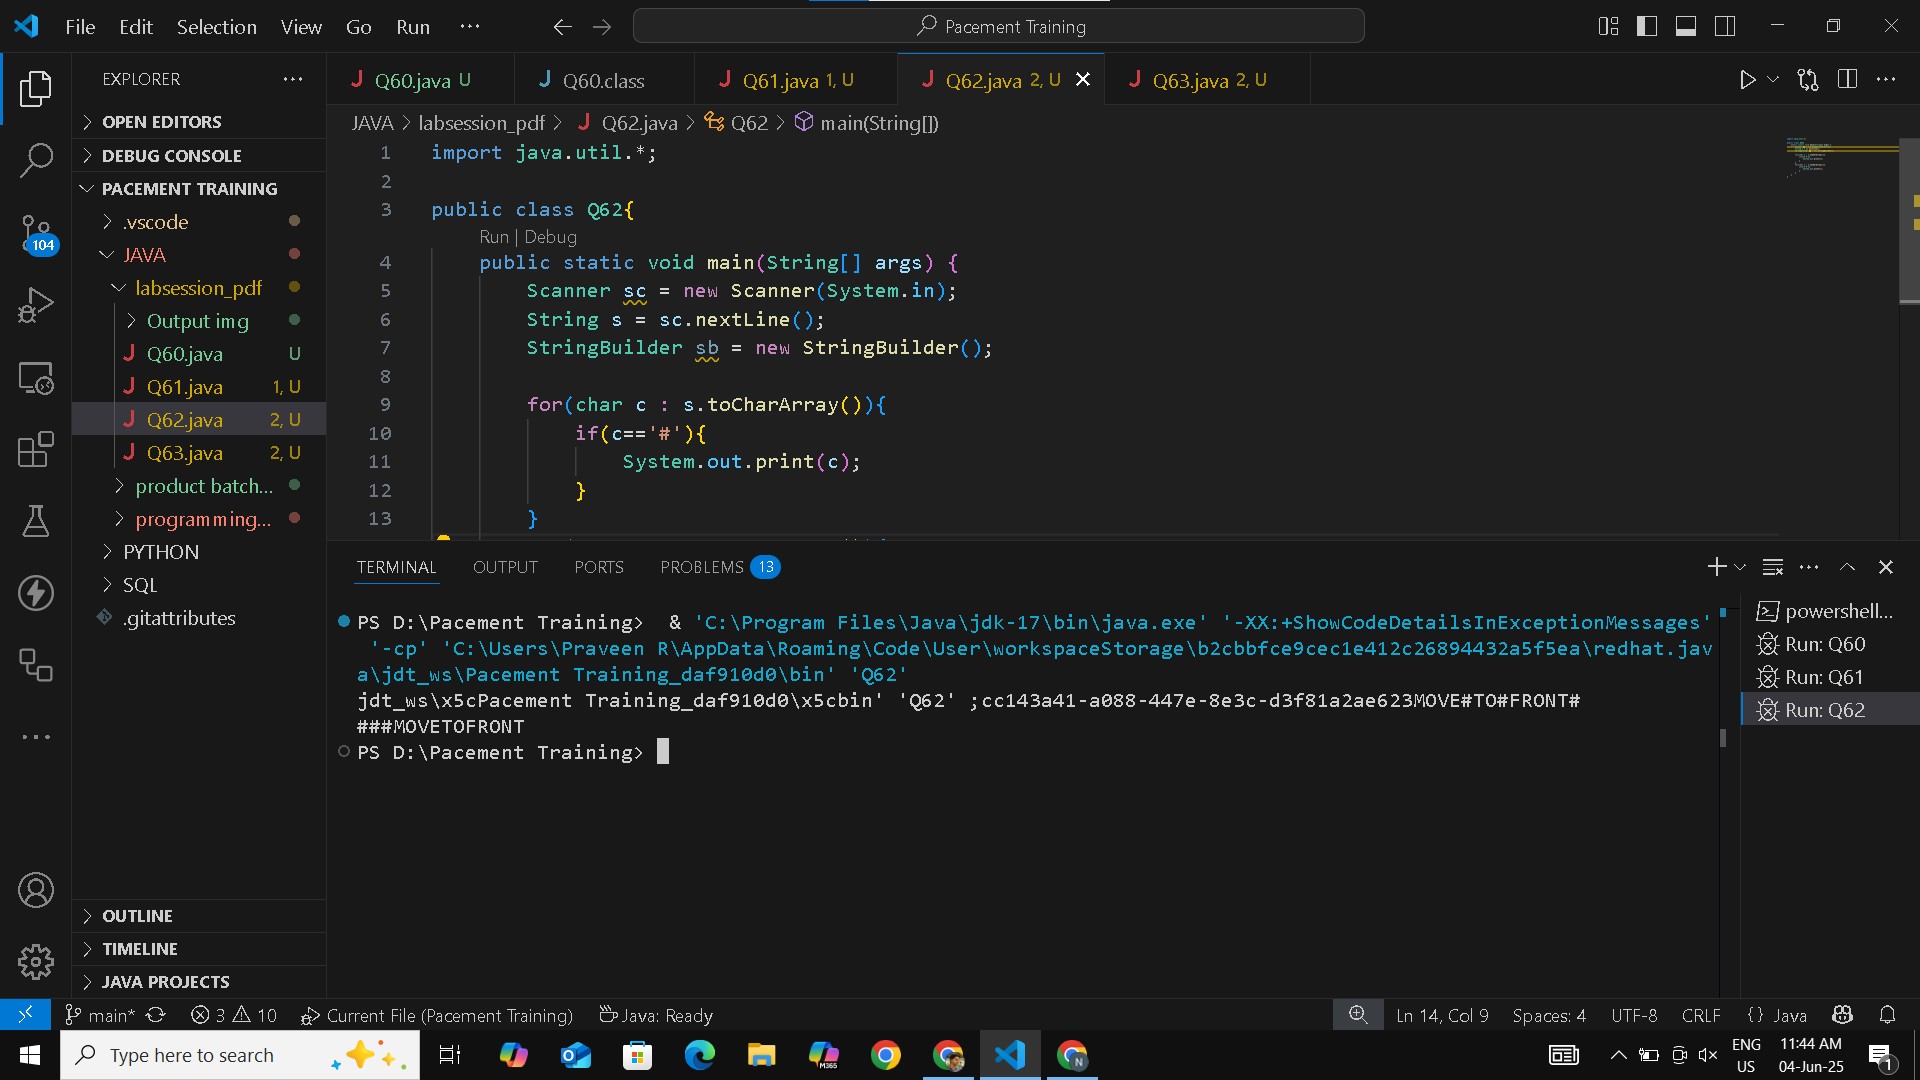 File Edit Selection View Go Run ··· Pacement Training
EXPLORER ···
OPEN EDITORS
DEBUG CONSOLE
PACEMENT TRAINING
.vscode
JAVA
labsession_pdf
Output img
Q60.java U
Q61.java 1, U
Q62.java 2, U
Q63.java 2, U
product batch...
programming...
PYTHON
SQL
.gitattributes
OUTLINE
TIMELINE
JAVA PROJECTS
104
Q60.java U Q60.class Q61.java 1, U Q62.java 2, U Q63.java 2, U
JAVA > labsession_pdf > Q62.java > Q62 > main(String[])
1 import java.util.*;
2
3 public class Q62{
Run | Debug
4 public static void main(String[] args) {
5 Scanner sc = new Scanner(System.in);
6 String s = sc.nextLine();
7 StringBuilder sb = new StringBuilder();
8
9 for(char c : s.toCharArray()){
10 if(c=='#'){
11 System.out.print(c);
12 }
13 }
TERMINAL OUTPUT PORTS PROBLEMS 13
PS D:\Pacement Training> & 'C:\Program Files\Java\jdk-17\bin\java.exe' '-XX:+ShowCodeDetailsInExceptionMessages'
'-cp' 'C:\Users\Praveen R\AppData\Roaming\Code\User\workspaceStorage\b2cbbfce9cec1e412c26894432a5f5ea\redhat.jav
a\jdt_ws\Pacement Training_daf910d0\bin' 'Q62'
jdt_ws\x5cPacement Training_daf910d0\x5cbin' 'Q62' ;cc143a41-a088-447e-8e3c-d3f81a2ae623MOVE#TO#FRONT#
###MOVETOFRONT
PS D:\Pacement Training>
powershell...
Run: Q60
Run: Q61
Run: Q62
main* 3 10 Current File (Pacement Training) Java: Ready Ln 14, Col 9 Spaces: 4 UTF-8 CRLF {} Java
Type here to search M365 N ENG
US 11:44 AM
04-Jun-25 1